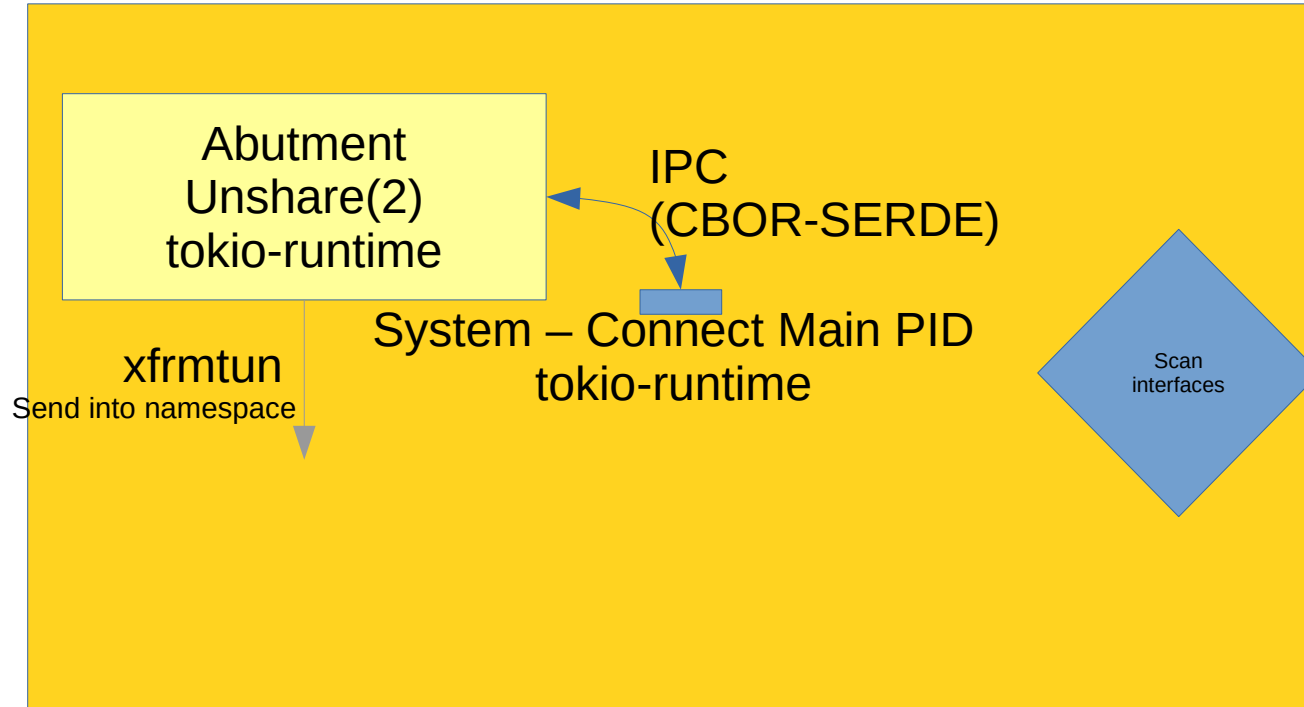 Abutment
Unshare(2)
tokio-runtime
IPC
(CBOR-SERDE)
System – Connect Main PID
tokio-runtime
xfrmtun
Send into namespace
Scan
interfaces